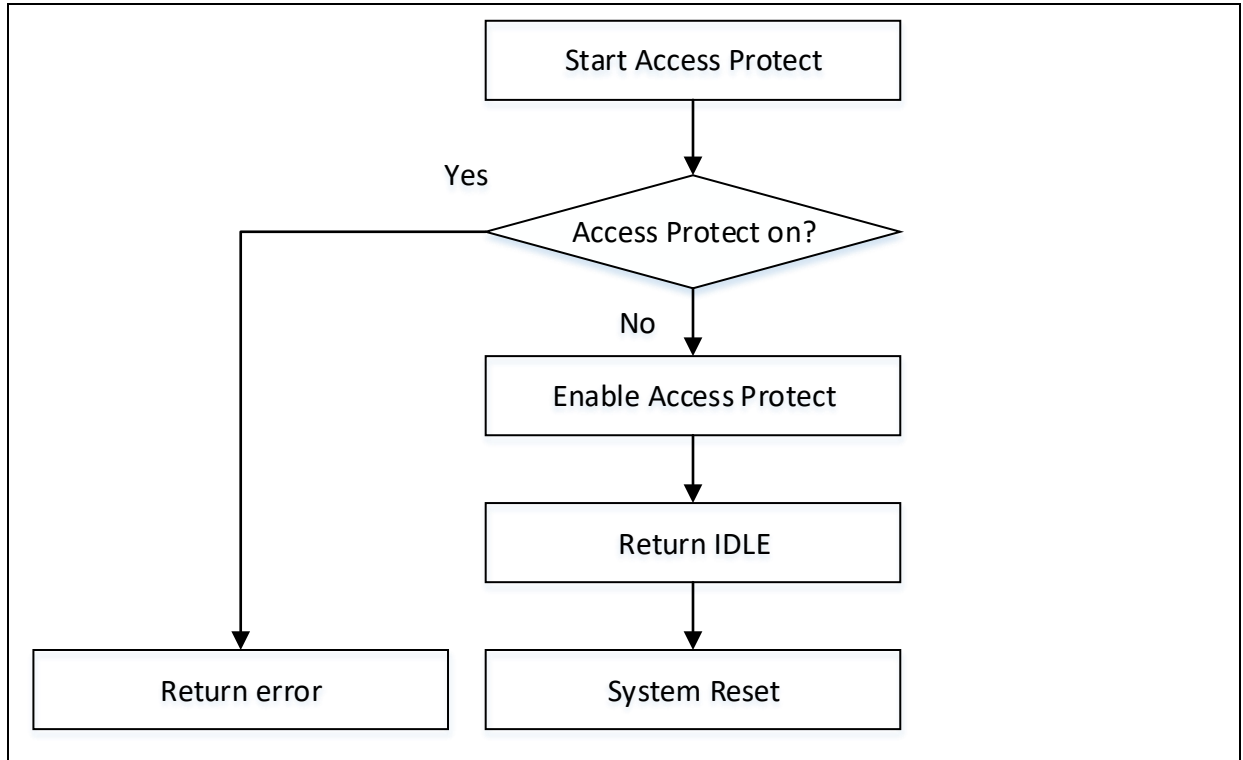 Start Access Protect
Yes
Access Protect on?
No
Enable Access Protect
Return IDLE
Return error
System Reset